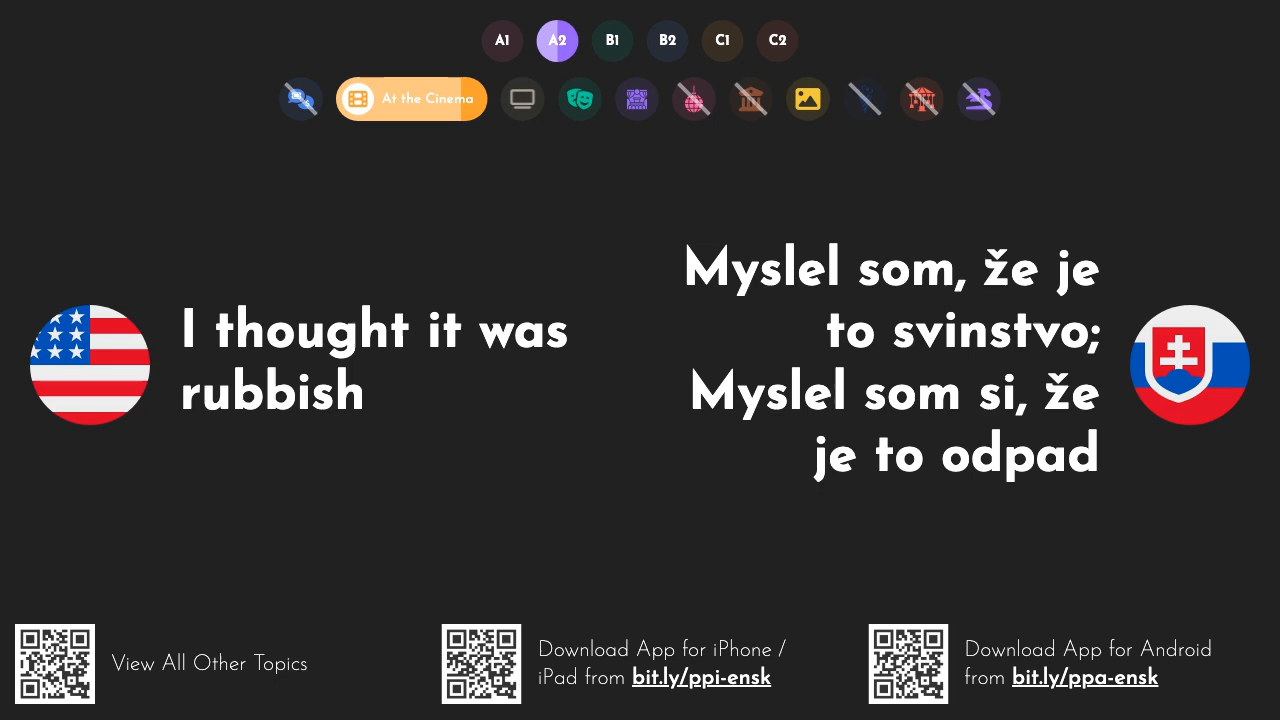 A1 A2 B1 B2 C1 C2
At the Cinema
I thought it was
rubbish
Myslel som, že je
to svinstvo;
Myslel som si, že
je to odpad
View All Other Topics
Download App for iPhone /
iPad from bit.ly/ppi-ensk
Download App for Android
from bit.ly/ppa-ensk